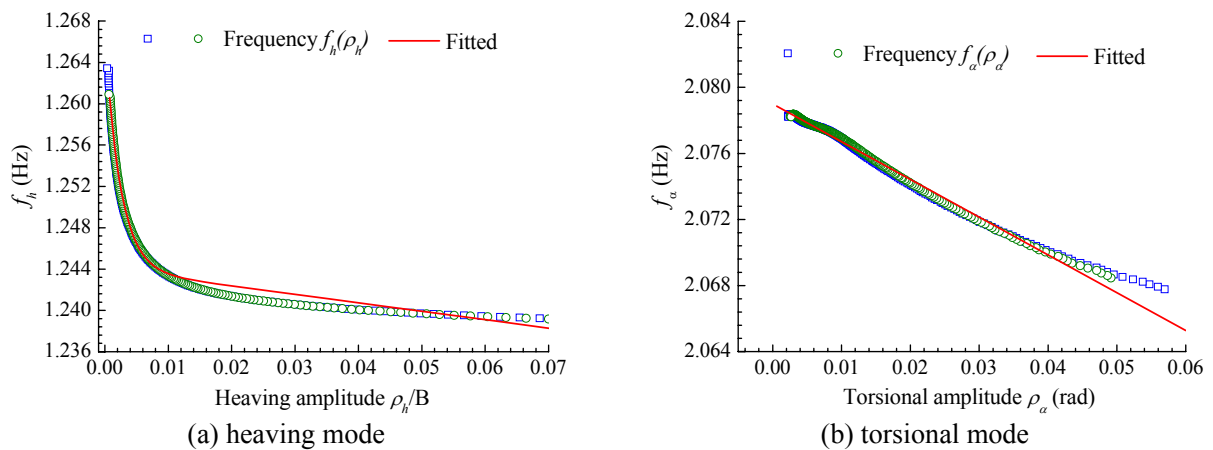 Frequency f_h(ρ_h) Fitted
1.268
1.264
1.260
1.256
1.252
1.248
1.244
1.240
1.236
f_h (Hz)
0.00 0.01 0.02 0.03 0.04 0.05 0.06 0.07
Heaving amplitude ρ_h/B
(a) heaving mode
Frequency f_α(ρ_α) Fitted
2.084
2.080
2.076
2.072
2.068
2.064
f_α (Hz)
0.00 0.01 0.02 0.03 0.04 0.05 0.06
Torsional amplitude ρ_α (rad)
(b) torsional mode